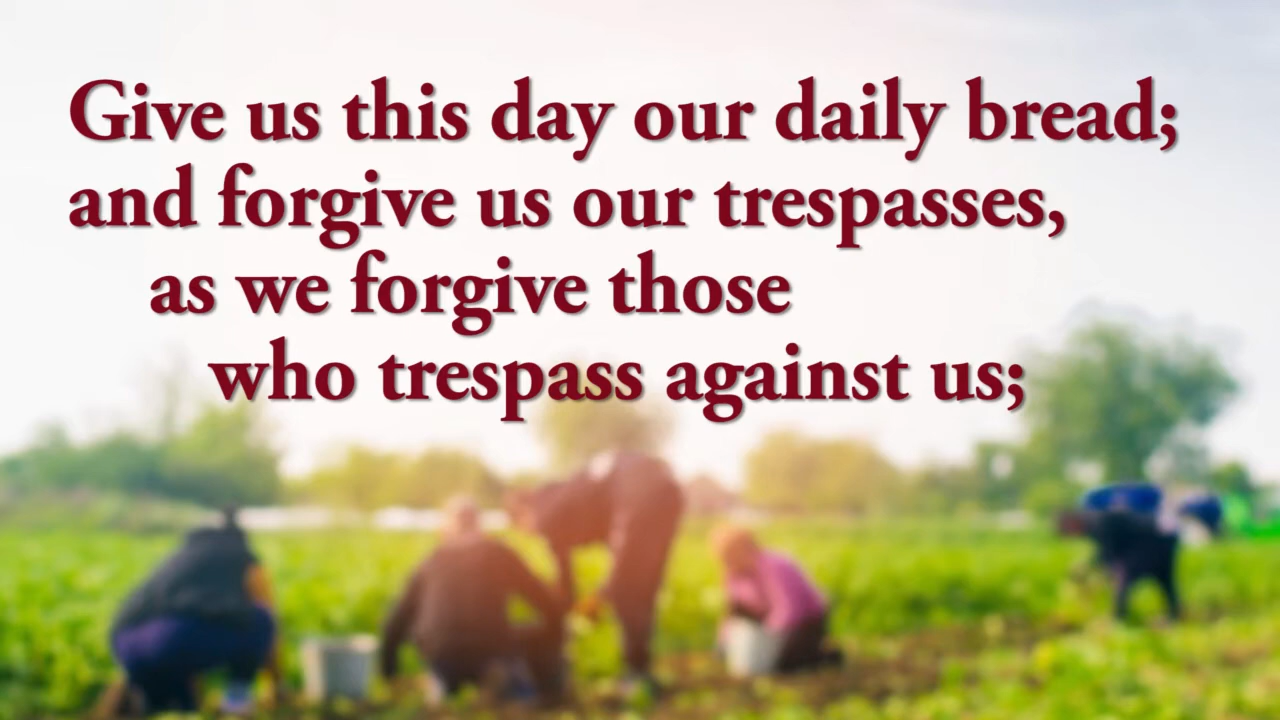 Give us this day our daily bread;
and forgive us our trespasses,
as we forgive those
who trespass against us;